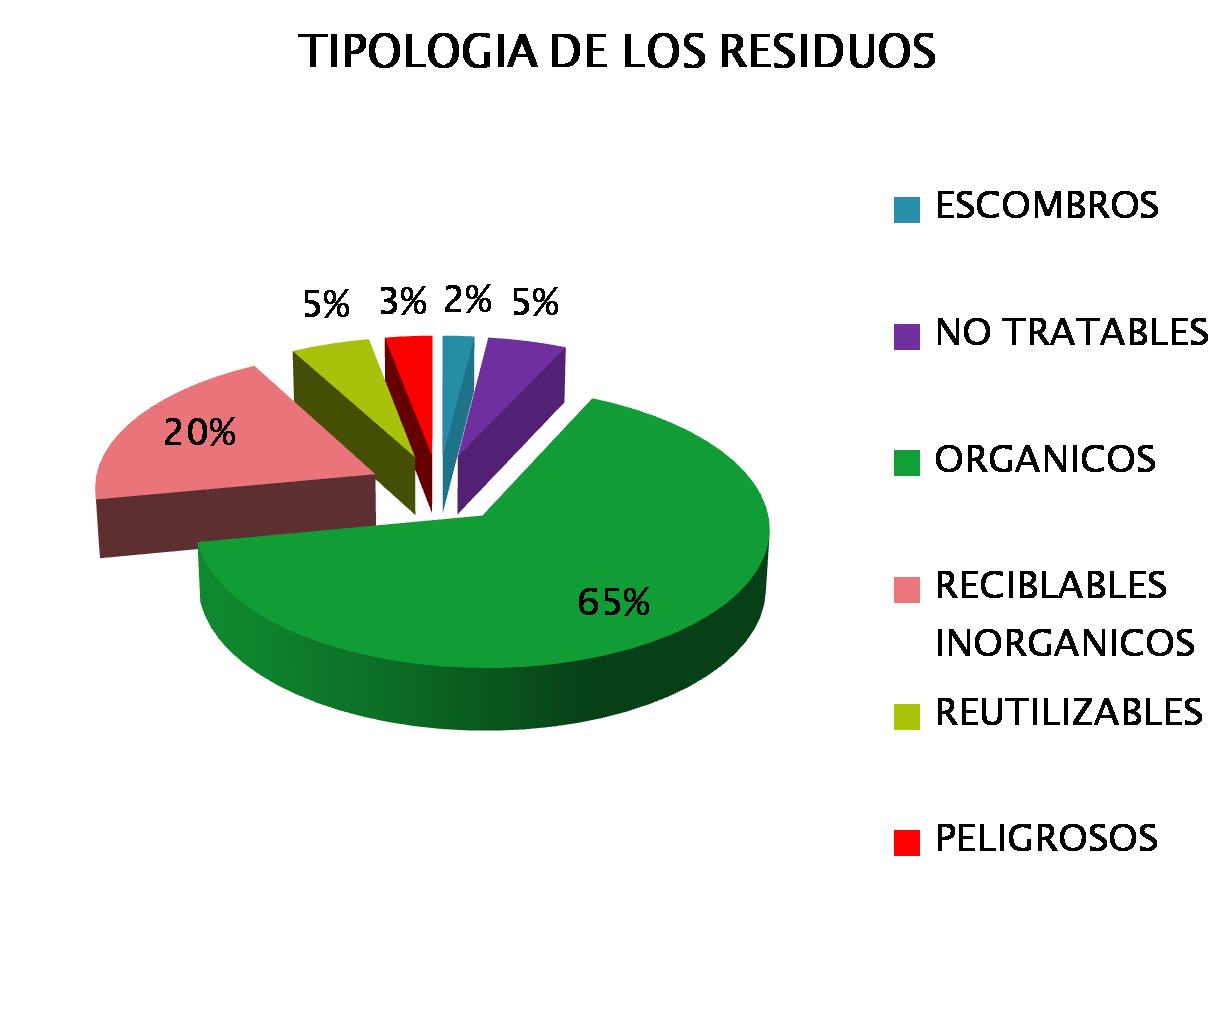 TIPOLOGIA DE LOS RESIDUOS
5% 3% 2% 5%
20%
65%
ESCOMBROS
NO TRATABLES
ORGANICOS
RECIBLABLES
INORGANICOS
REUTILIZABLES
PELIGROSOS